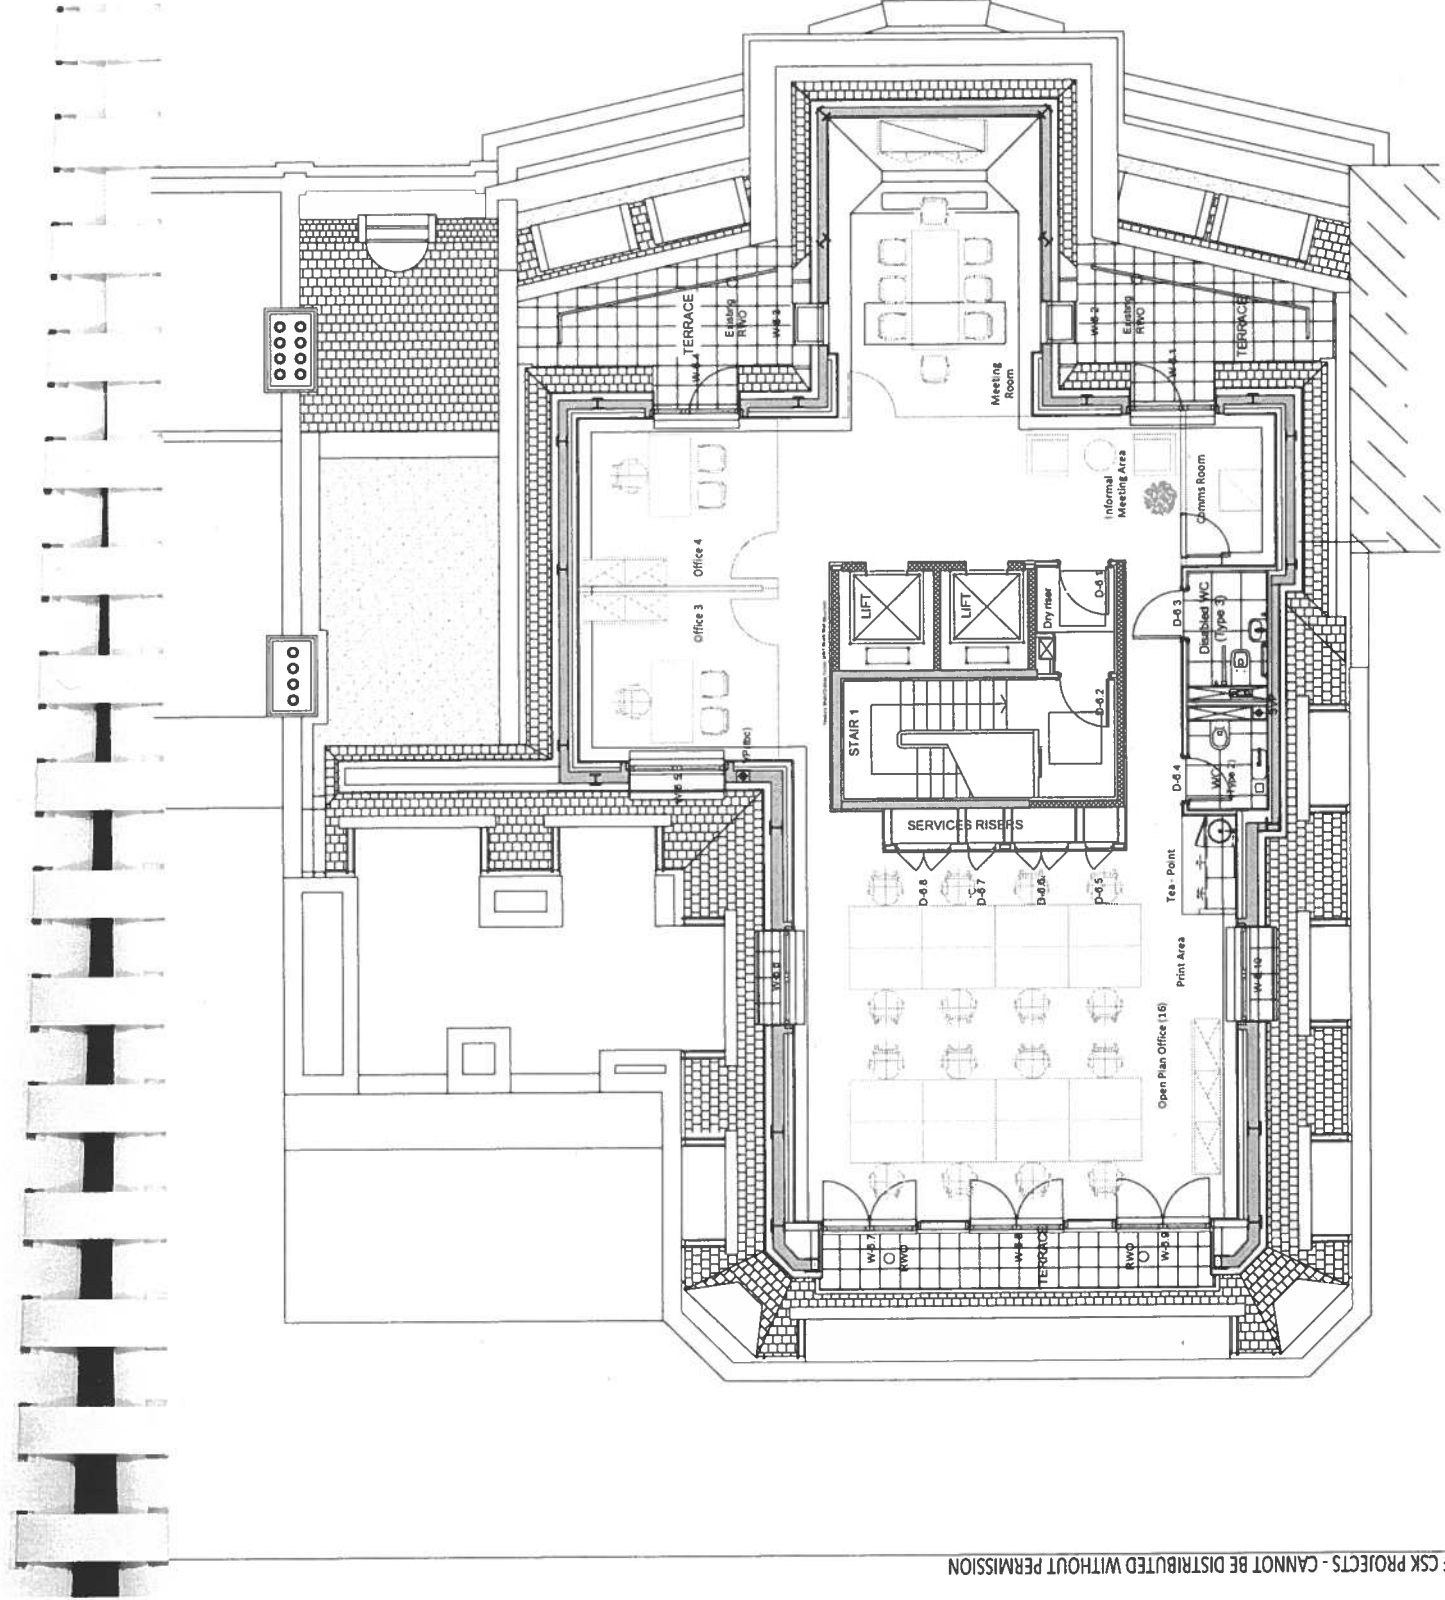 TERRACE
Existing
RWO
W-6.3
W-6.4
W-6.2
Existing
RWO
TERRACE
W-6.1
Meeting
Room
Informal
Meeting Area
Comms Room
Office 4
Office 3
LIFT
LIFT
Dry riser
D-6.1
D-6.2
D-6.3
Disabled WC
(Type 3)
STAIR 1
D-6.4
WC
(Type 2)
SERVICES RISERS
D-6.8
D-6.7
D-6.6
D-6.5
Tea - Point
Print Area
W-6.10
Open Plan Office (16)
W-6.7
RWO
W-6.8
TERRACE
RWO
W-6.9
CSK PROJECTS - CANNOT BE DISTRIBUTED WITHOUT PERMISSION